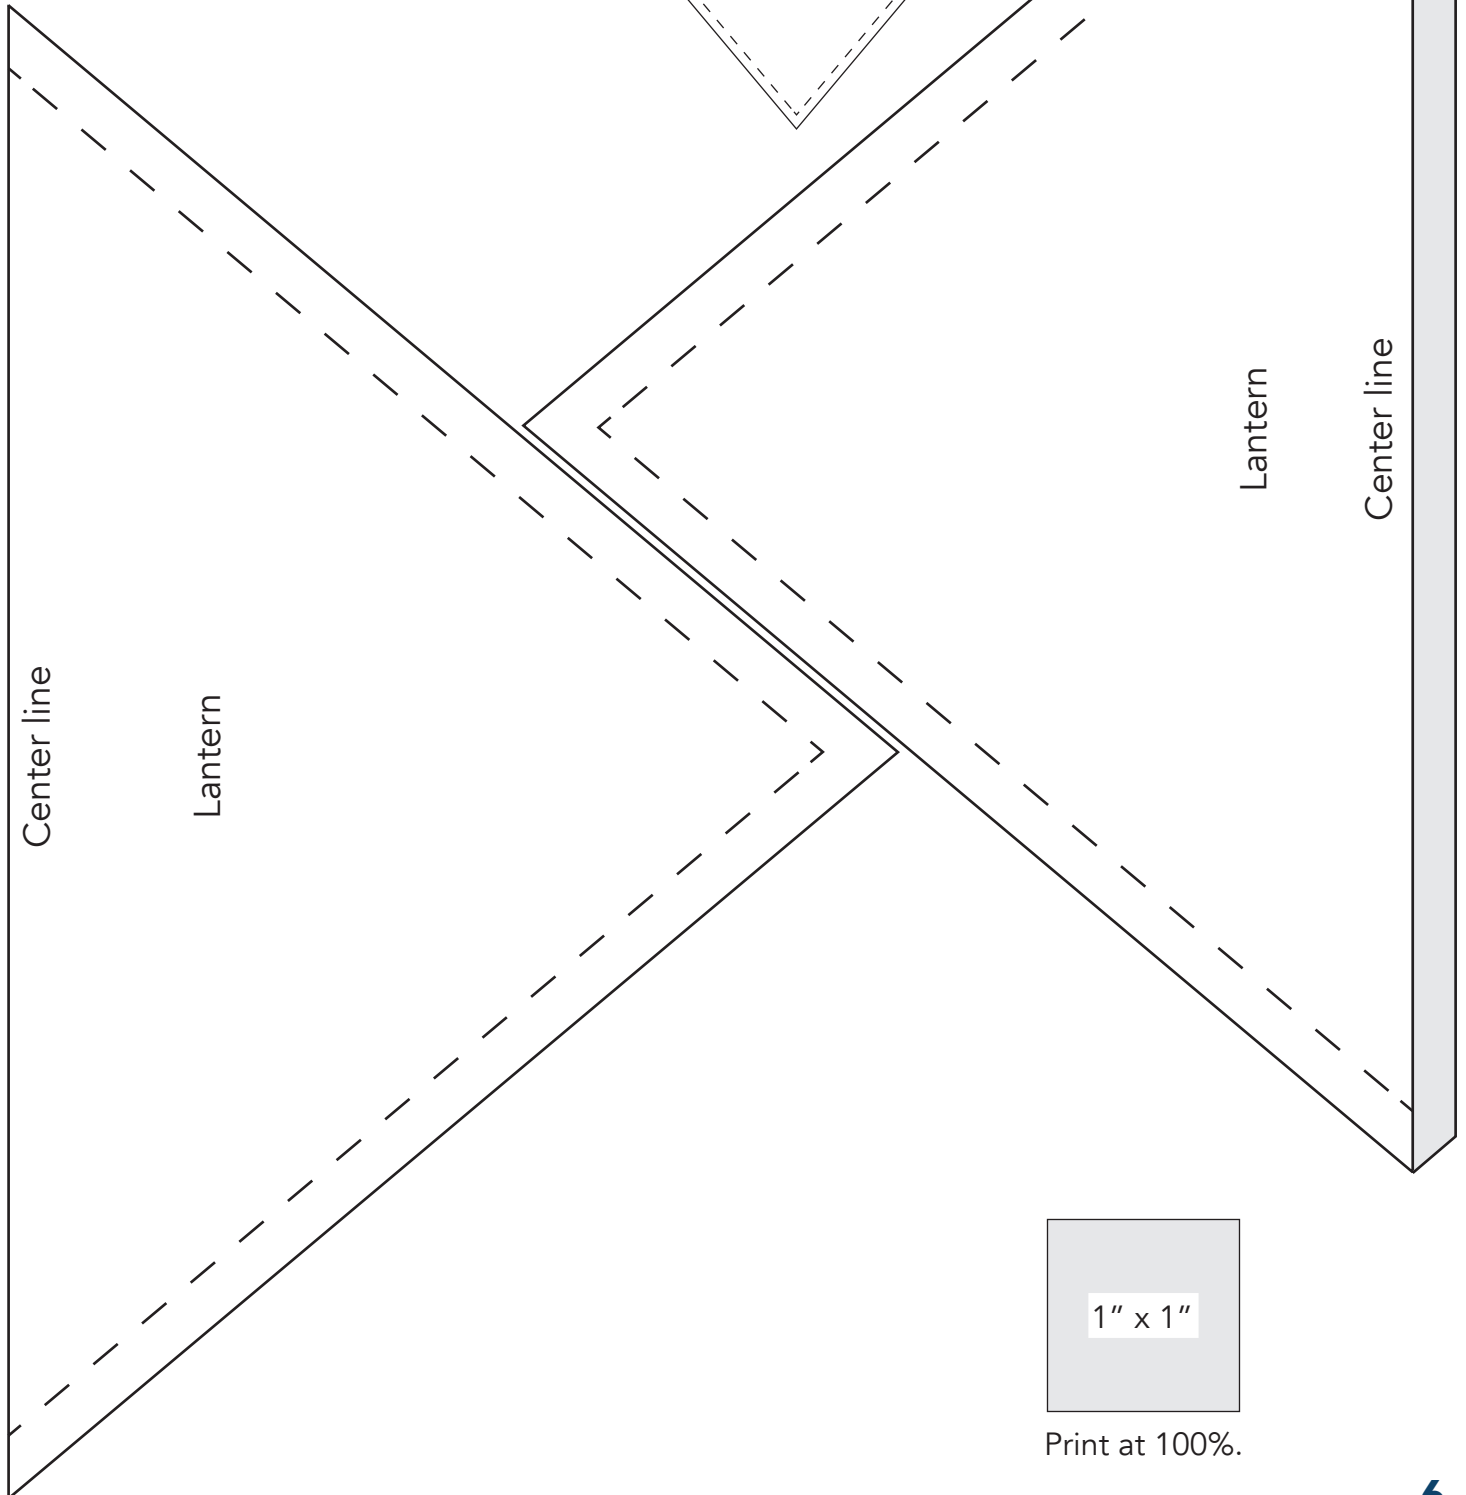 Center line
Lantern
Lantern
Center line
1” x 1”
Print at 100%.